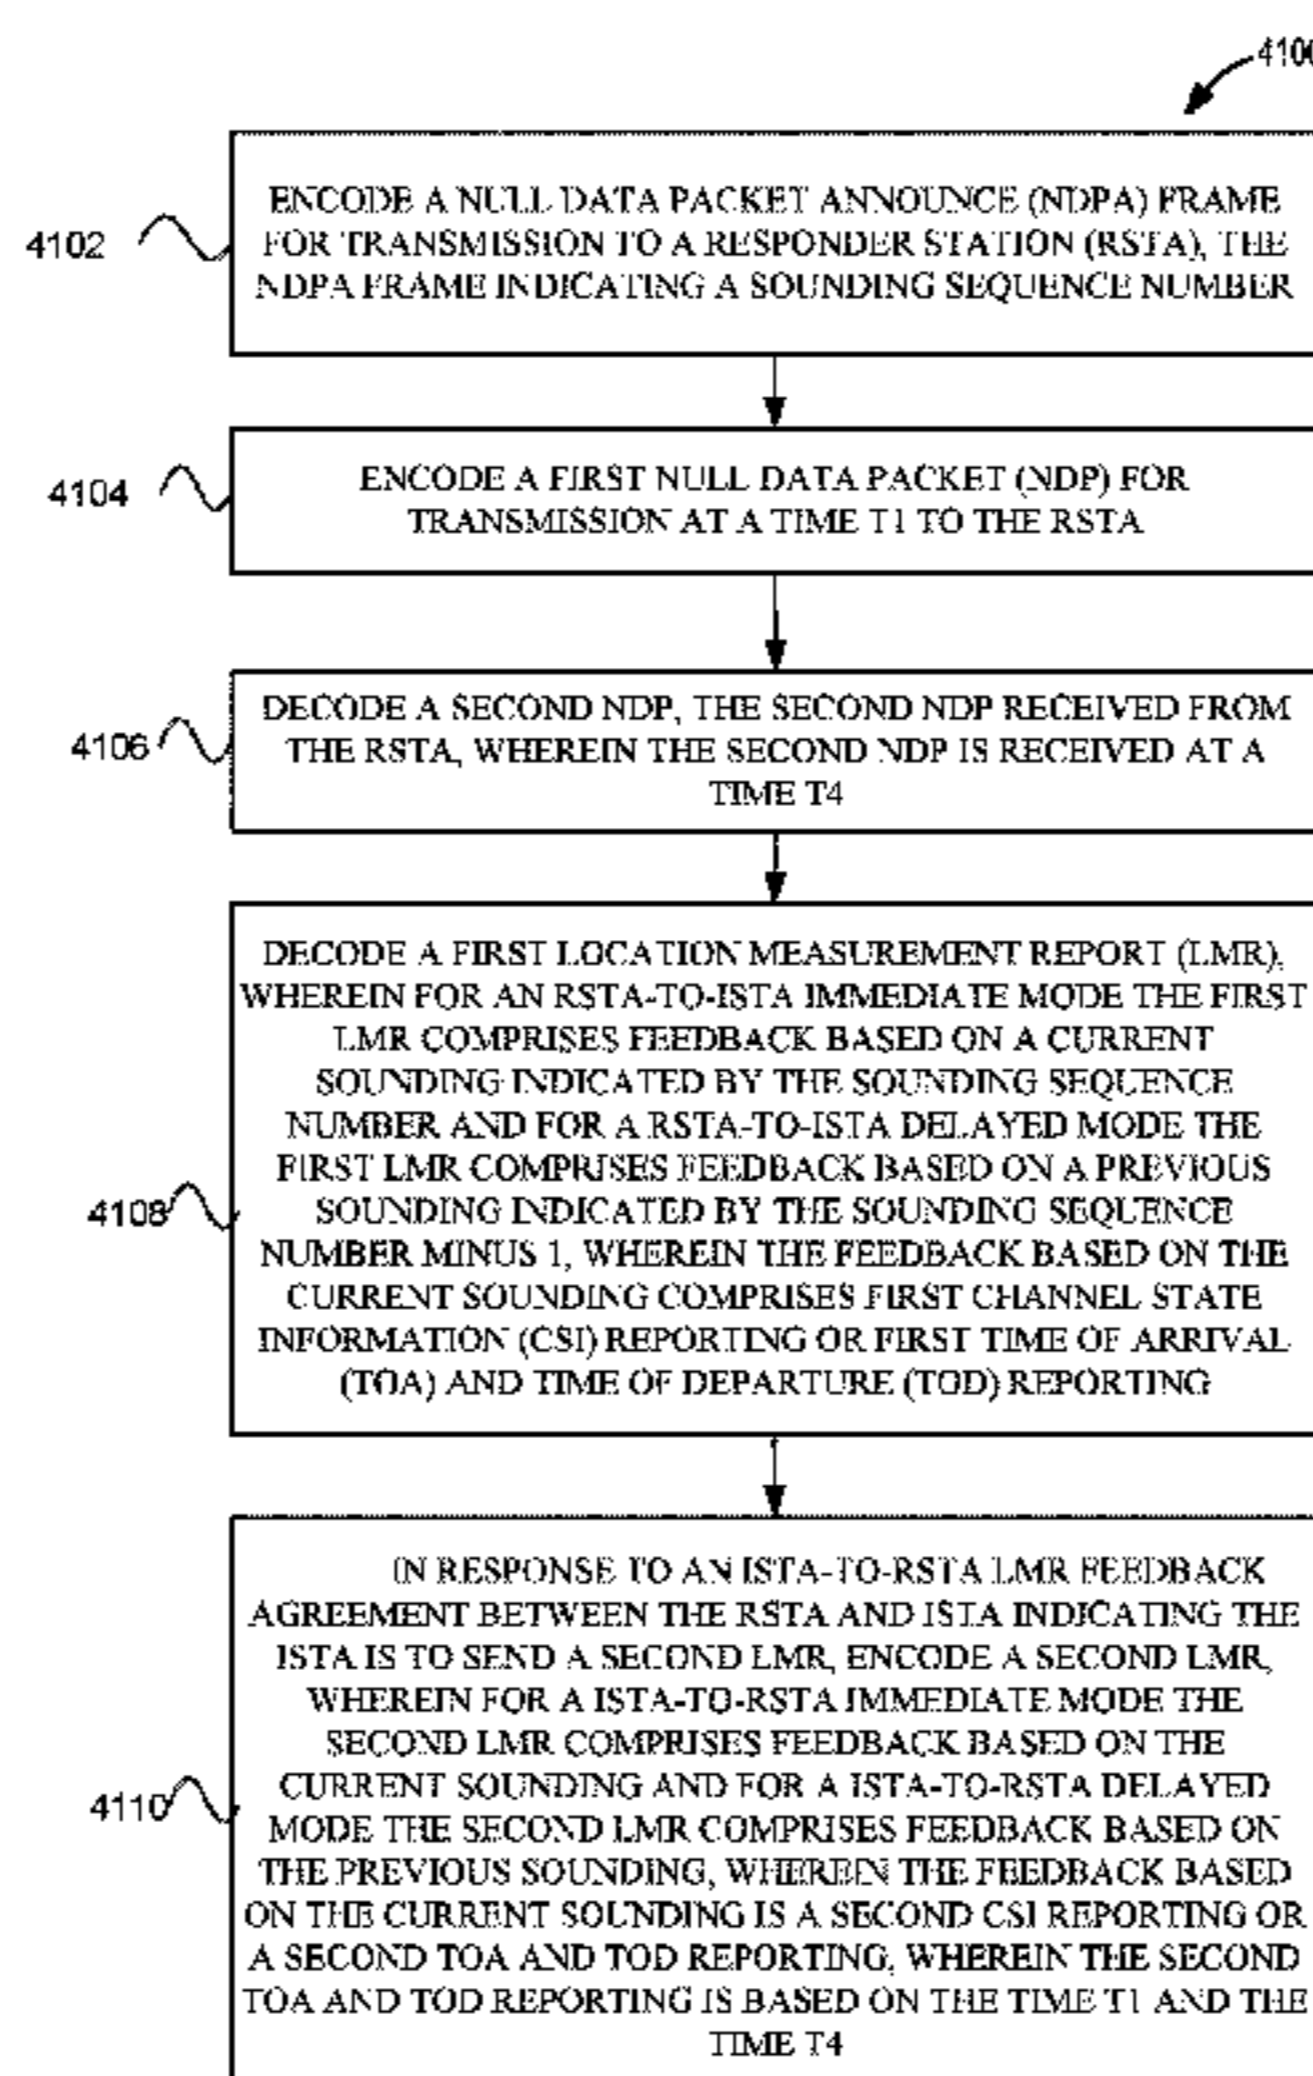 4100
4102
ENCODE A NULL DATA PACKET ANNOUNCE (NDPA) FRAME
FOR TRANSMISSION TO A RESPONDER STATION (RSTA), THE
NDPA FRAME INDICATING A SOUNDING SEQUENCE NUMBER
4104
ENCODE A FIRST NULL DATA PACKET (NDP) FOR
TRANSMISSION AT A TIME T1 TO THE RSTA
4106
DECODE A SECOND NDP, THE SECOND NDP RECEIVED FROM
THE RSTA, WHEREIN THE SECOND NDP IS RECEIVED AT A
TIME T4
4108
DECODE A FIRST LOCATION MEASUREMENT REPORT (LMR),
WHEREIN FOR AN RSTA-TO-ISTA IMMEDIATE MODE THE FIRST
LMR COMPRISES FEEDBACK BASED ON A CURRENT
SOUNDING INDICATED BY THE SOUNDING SEQUENCE
NUMBER AND FOR A RSTA-TO-ISTA DELAYED MODE THE
FIRST LMR COMPRISES FEEDBACK BASED ON A PREVIOUS
SOUNDING INDICATED BY THE SOUNDING SEQUENCE
NUMBER MINUS 1, WHEREIN THE FEEDBACK BASED ON THE
CURRENT SOUNDING COMPRISES FIRST CHANNEL STATE
INFORMATION (CSI) REPORTING OR FIRST TIME OF ARRIVAL
(TOA) AND TIME OF DEPARTURE (TOD) REPORTING
4110
IN RESPONSE TO AN ISTA-TO-RSTA LMR FEEDBACK
AGREEMENT BETWEEN THE RSTA AND ISTA INDICATING THE
ISTA IS TO SEND A SECOND LMR, ENCODE A SECOND LMR,
WHEREIN FOR A ISTA-TO-RSTA IMMEDIATE MODE THE
SECOND LMR COMPRISES FEEDBACK BASED ON THE
CURRENT SOUNDING AND FOR A ISTA-TO-RSTA DELAYED
MODE THE SECOND LMR COMPRISES FEEDBACK BASED ON
THE PREVIOUS SOUNDING, WHEREIN THE FEEDBACK BASED
ON THE CURRENT SOUNDING IS A SECOND CSI REPORTING OR
A SECOND TOA AND TOD REPORTING, WHEREIN THE SECOND
TOA AND TOD REPORTING IS BASED ON THE TIME T1 AND THE
TIME T4